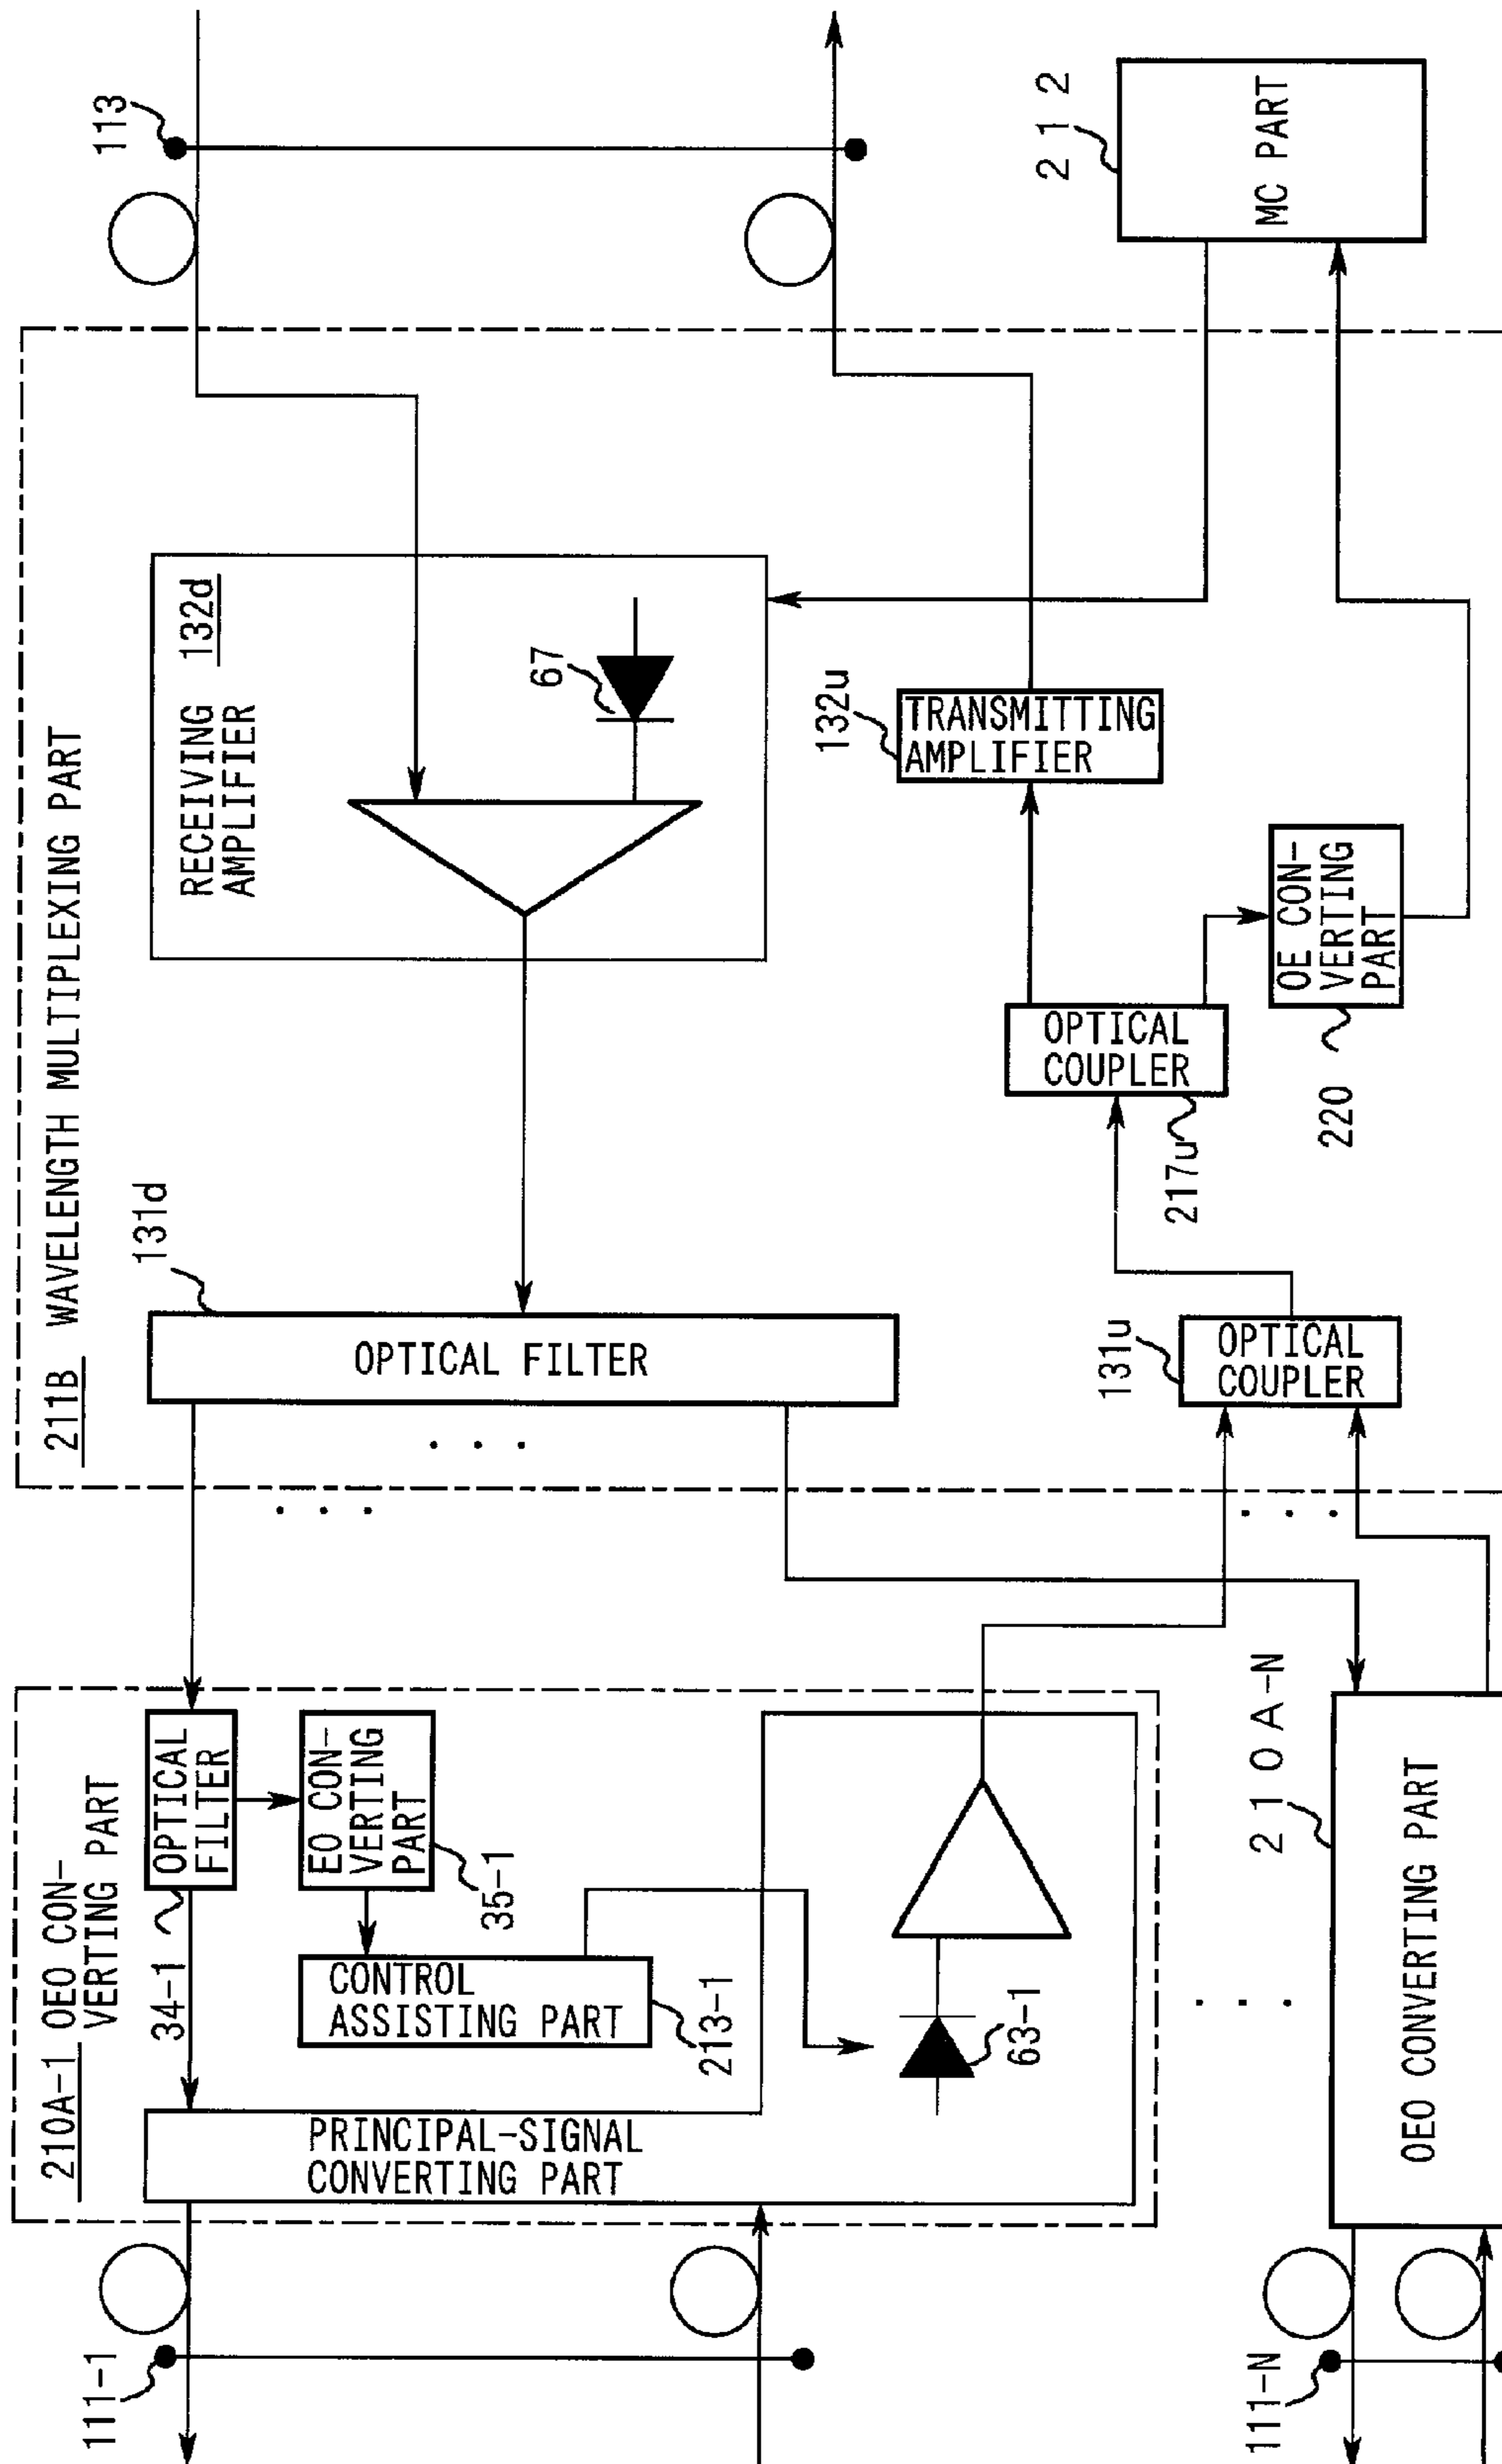 210A-1 OEO CON-
VERTING PART
34-1
OPTICAL
FILTER
EO CON-
VERTING
PART
35-1
CONTROL
ASSISTING PART
213-1
PRINCIPAL-SIGNAL
CONVERTING PART
63-1
111-1
210A-N
OEO CONVERTING PART
111-N
211B WAVELENGTH MULTIPLEXING PART
131d
OPTICAL FILTER
RECEIVING
AMPLIFIER 132d
67
113
131u
OPTICAL
COUPLER
217u
OPTICAL
COUPLER
132u
TRANSMITTING
AMPLIFIER
220
OE CON-
VERTING
PART
212
MC PART